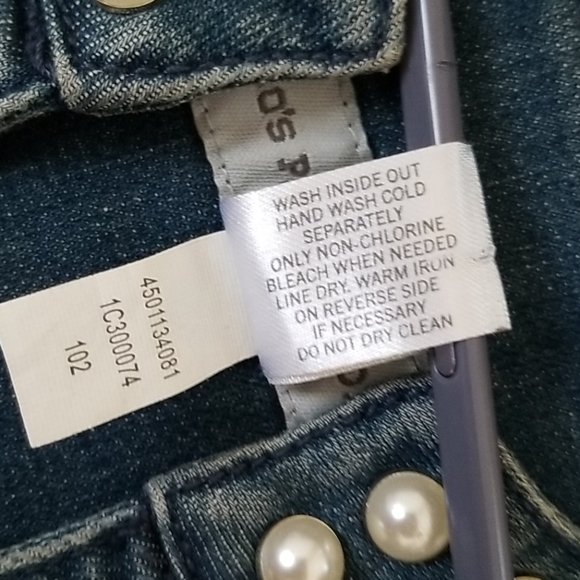 WASH INSIDE OUT
HAND WASH COLD
SEPARATELY
ONLY NON-CHLORINE
BLEACH WHEN NEEDED
LINE DRY. WARM IRON
ON REVERSE SIDE
IF NECESSARY
DO NOT DRY CLEAN
4501134081
1C300074
102